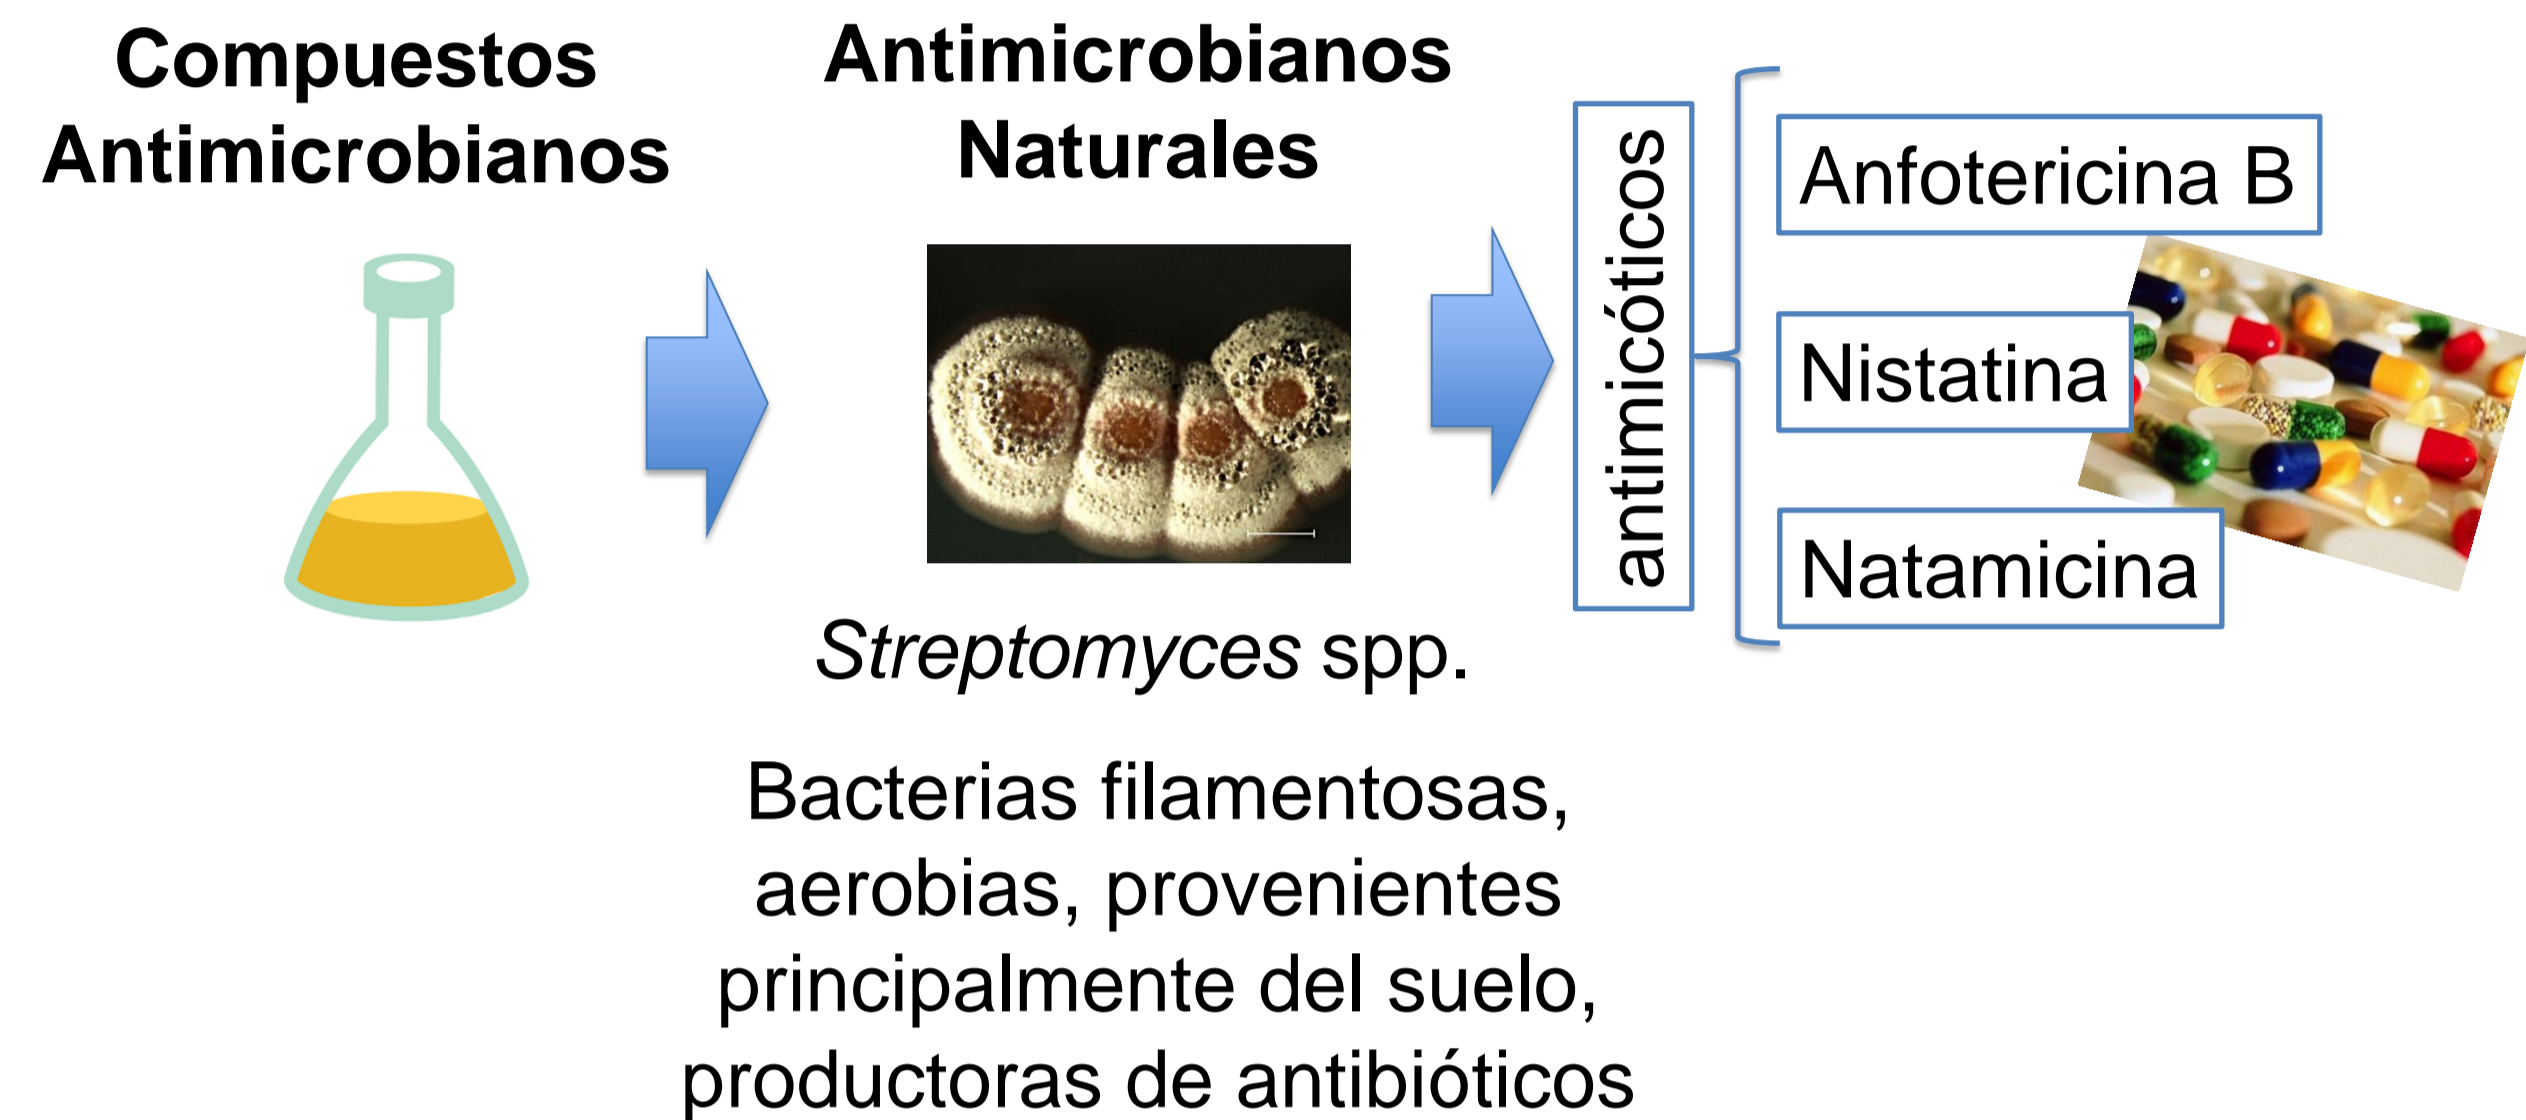 Compuestos
Antimicrobianos
Antimicrobianos
Naturales
Streptomyces spp.
Bacterias filamentosas,
aerobias, provenientes
principalmente del suelo,
productoras de antibióticos
antimicóticos
Anfotericina B
Nistatina
Natamicina